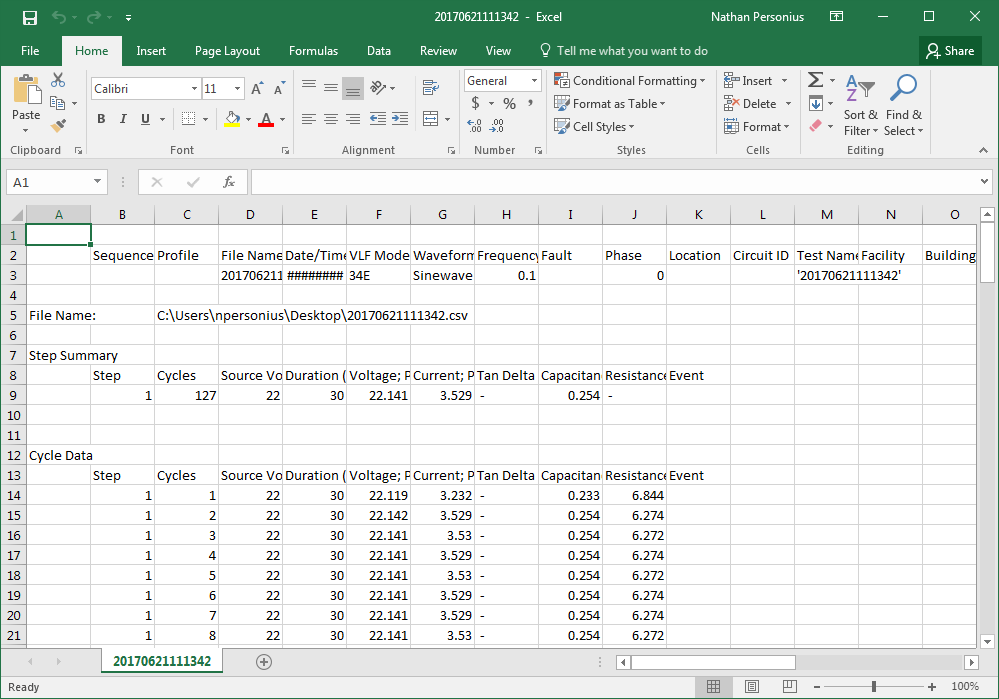 20170621111342 - Excel
Nathan Personius
File Home Insert Page Layout Formulas Data Review View Tell me what you want to do Share
Calibri 11 General Conditional Formatting Insert
Paste Format as Table Delete Sort & Find &
B I U $ % , Cell Styles Format Filter Select
Clipboard Font Alignment Number Styles Cells Editing
A1 fx
A B C D E F G H I J K L M N O
1
2 Sequence Profile File Name Date/Time VLF Mode Waveform Frequency Fault Phase Location Circuit ID Test Name Facility Building
3 201706211 ######## 34E Sinewave 0.1 0 '20170621111342'
4
5 File Name: C:\Users\npersonius\Desktop\20170621111342.csv
6
7 Step Summary
8 Step Cycles Source Vo Duration ( Voltage; P Current; P Tan Delta Capacitan Resistance Event
9 1 127 22 30 22.141 3.529 - 0.254 -
10
11
12 Cycle Data
13 Step Cycles Source Vo Duration ( Voltage; P Current; P Tan Delta Capacitan Resistance Event
14 1 1 22 30 22.119 3.232 - 0.233 6.844
15 1 2 22 30 22.142 3.529 - 0.254 6.274
16 1 3 22 30 22.141 3.53 - 0.254 6.272
17 1 4 22 30 22.141 3.529 - 0.254 6.274
18 1 5 22 30 22.141 3.53 - 0.254 6.272
19 1 6 22 30 22.141 3.529 - 0.254 6.274
20 1 7 22 30 22.141 3.529 - 0.254 6.274
21 1 8 22 30 22.141 3.53 - 0.254 6.272
20170621111342
Ready 100%